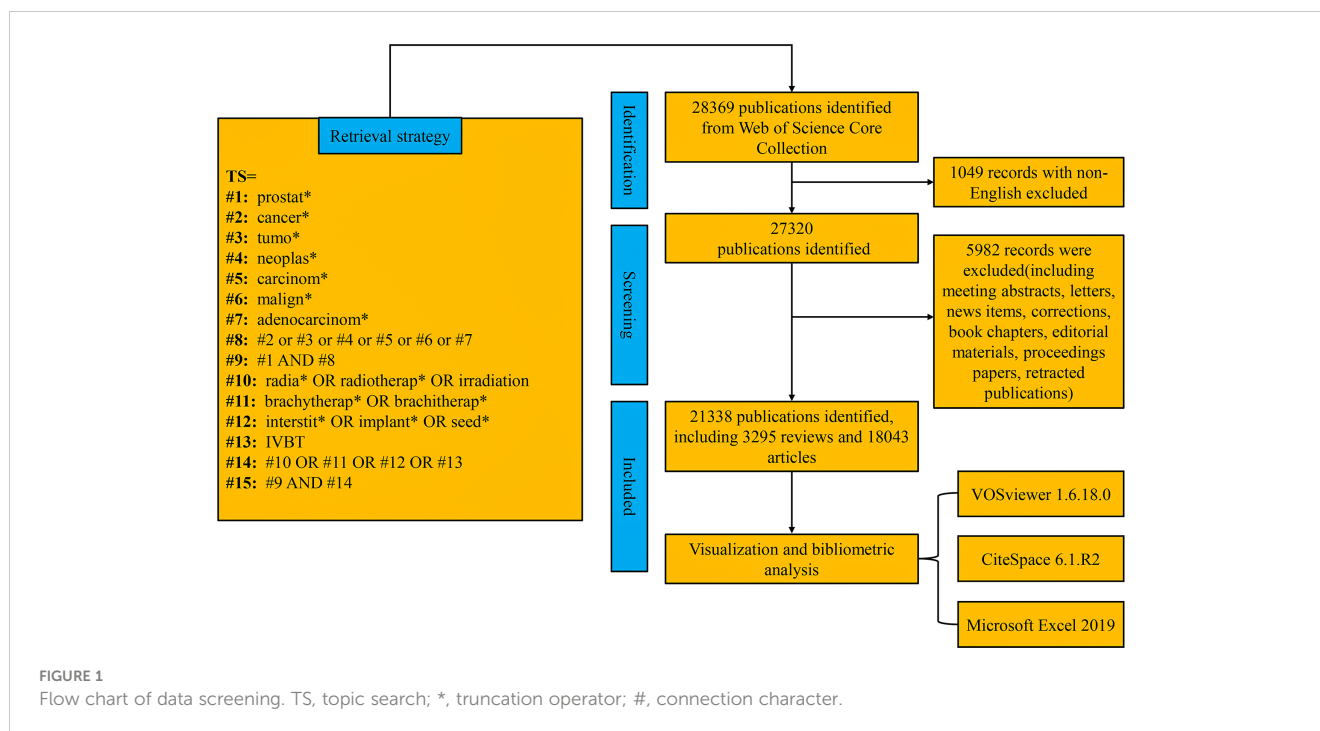 Retrieval strategy
TS=
#1: prostat*
#2: cancer*
#3: tumo*
#4: neoplas*
#5: carcinom*
#6: malign*
#7: adenocarcinom*
#8: #2 or #3 or #4 or #5 or #6 or #7
#9: #1 AND #8
#10: radia* OR radiotherap* OR irradiation
#11: brachytherap* OR brachitherap*
#12: interstit* OR implant* OR seed*
#13: IVBT
#14: #10 OR #11 OR #12 OR #13
#15: #9 AND #14
Identification
28369 publications identified
from Web of Science Core
Collection
1049 records with non-
English excluded
Screening
27320
publications identified
5982 records were
excluded(including
meeting abstracts, letters,
news items, corrections,
book chapters, editorial
materials, proceedings
papers, retracted
publications)
Included
21338 publications identified,
including 3295 reviews and 18043
articles
Visualization and bibliometric
analysis
VOSviewer 1.6.18.0
CiteSpace 6.1.R2
Microsoft Excel 2019
FIGURE 1
Flow chart of data screening. TS, topic search; *, truncation operator; #, connection character.